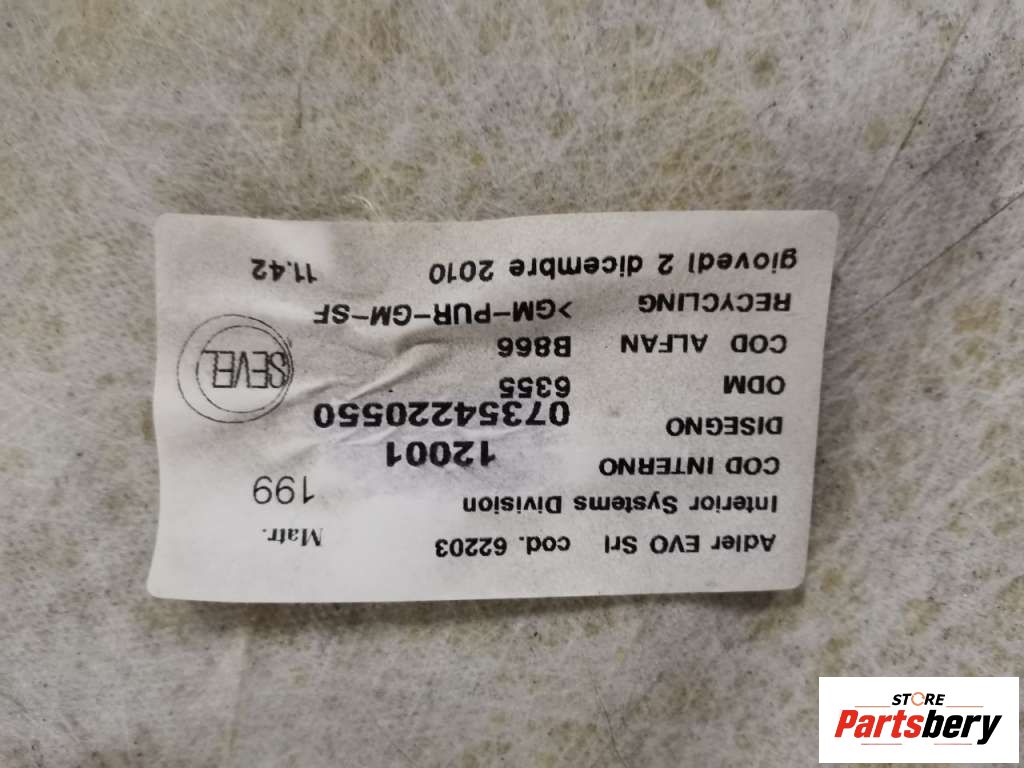 Adler EVO Srl cod. 62203 Matr.
Interior Systems Division 199
COD INTERNO 12001
DISEGNO 07354220550
ODM 6355
COD ALFAN B866
SEVEL
RECYCLING >GM-PUR-GM-SF
giovedì 2 dicembre 2010 11.42
STORE
Partsbery